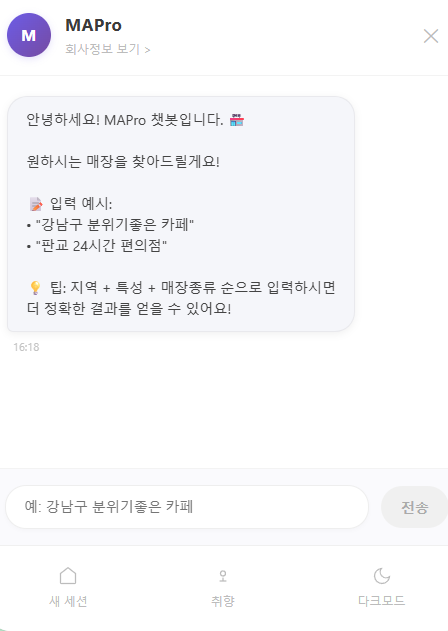 M
MAPro
회사정보 보기 >
안녕하세요! MAPro 챗봇입니다. 🏪
원하시는 매장을 찾아드릴게요!
📝 입력 예시:
• "강남구 분위기좋은 카페"
• "판교 24시간 편의점"
💡 팁: 지역 + 특성 + 매장종류 순으로 입력하시면
더 정확한 결과를 얻을 수 있어요!
16:18
예: 강남구 분위기좋은 카페
전송
새 세션
취향
다크모드